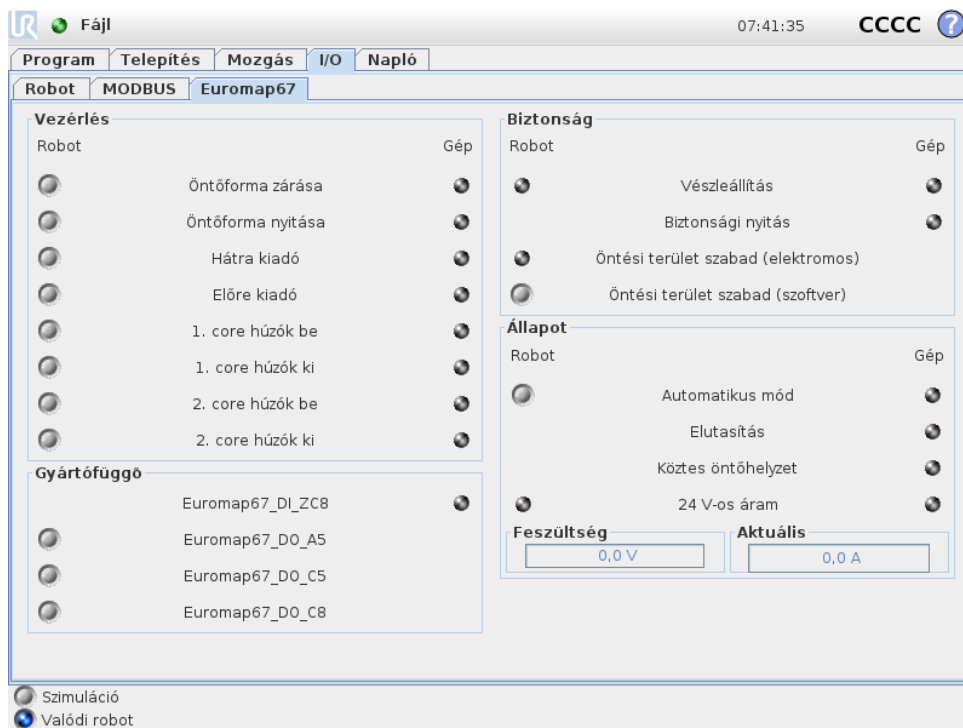 UR Fájl 07:41:35 CCCC ?
Program Telepítés Mozgás I/O Napló
Robot MODBUS Euromap67
Vezérlés
Robot Gép
Öntőforma zárása
Öntőforma nyitása
Hátra kiadó
Előre kiadó
1. core húzók be
1. core húzók ki
2. core húzók be
2. core húzók ki
Gyártófüggő
Euromap67_DI_ZC8
Euromap67_DO_A5
Euromap67_DO_C5
Euromap67_DO_C8
Biztonság
Robot Gép
Vészleállítás
Biztonsági nyitás
Öntési terület szabad (elektromos)
Öntési terület szabad (szoftver)
Állapot
Robot Gép
Automatikus mód
Elutasítás
Köztes öntőhelyzet
24 V-os áram
Feszültség Aktuális
0,0 V 0,0 A
Szimuláció
Valódi robot